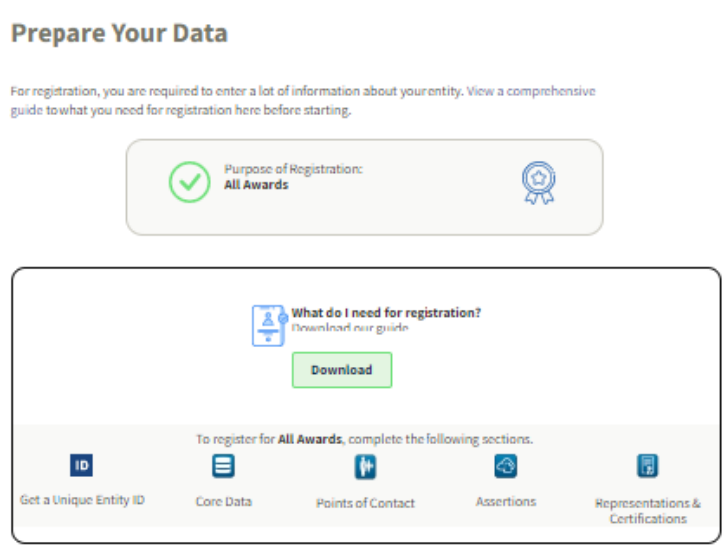 Prepare Your Data
For registration, you are required to enter a lot of information about your entity. View a comprehensive
guide to what you need for registration here before starting.
Purpose of Registration:
All Awards
What do I need for registration?
Download our guide
Download
To register for All Awards, complete the following sections.
ID
Get a Unique Entity ID
Core Data
Points of Contact
Assertions
Representations &
Certifications